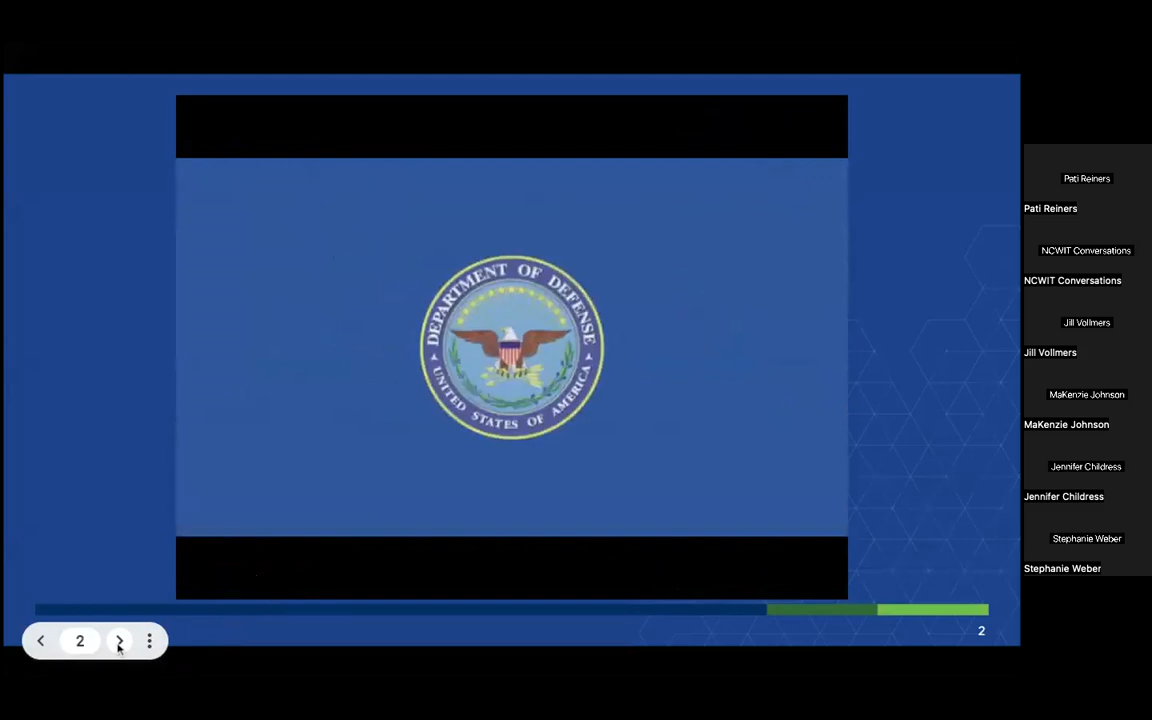 DEPARTMENT OF DEFENSE
UNITED STATES OF AMERICA
2
2
Pati Reiners
Pati Reiners
NCWIT Conversations
NCWIT Conversations
Jill Vollmers
Jill Vollmers
MaKenzie Johnson
MaKenzie Johnson
Jennifer Childress
Jennifer Childress
Stephanie Weber
Stephanie Weber